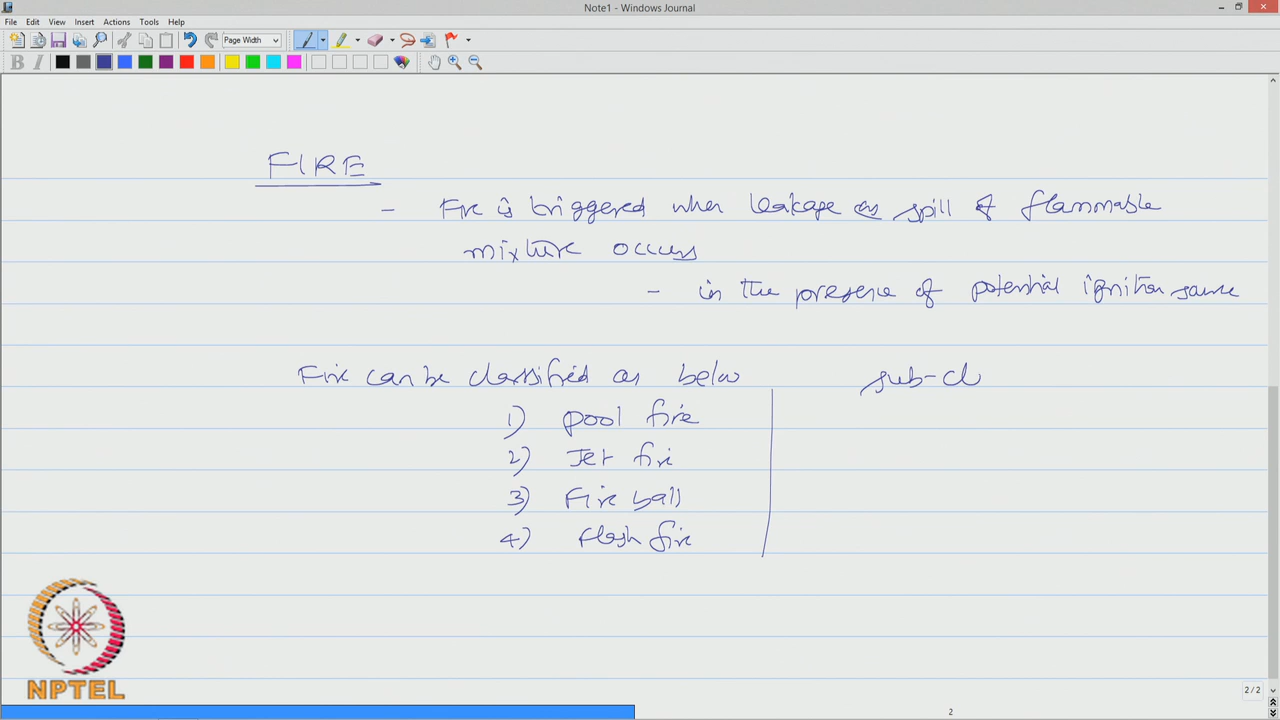 Note1 - Windows Journal
File Edit View Insert Actions Tools Help
Page Width
B I
FIRE
- Fire is triggered when leakage or spill of flammable
mixture occurs
- in the presence of potential ignition source
Fire can be classified as below
sub-cl
1) pool fire
2) Jet fire
3) Fire ball
4) Flash fire
NPTEL
2 / 2
2